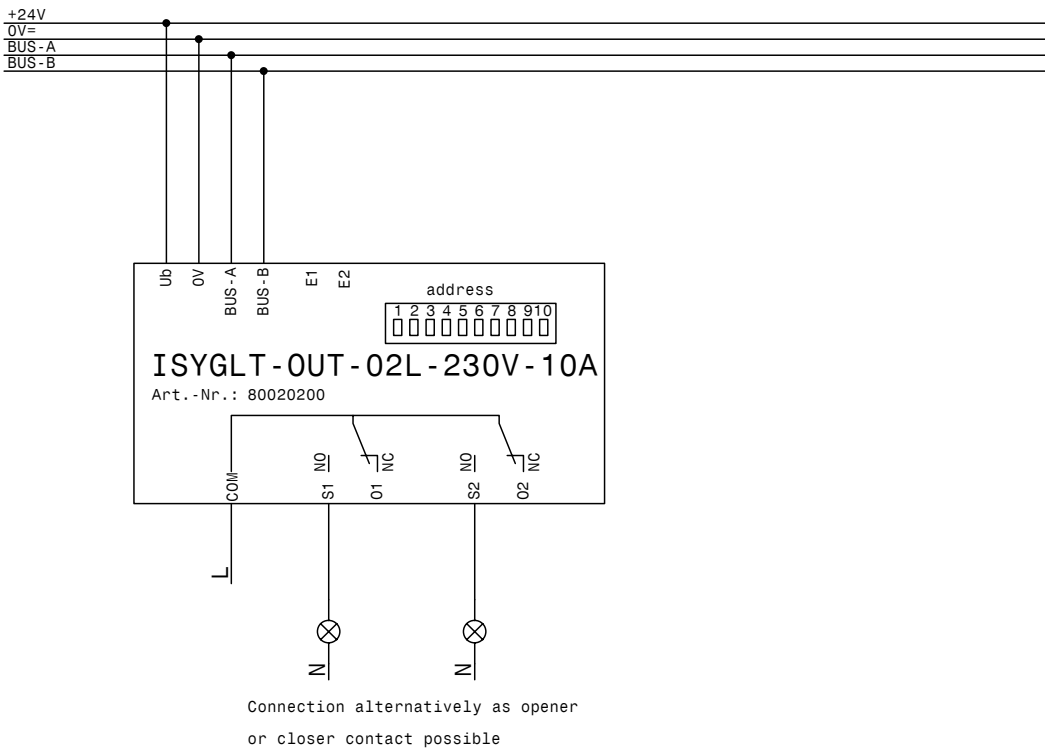 +24V
0V=
BUS-A
BUS-B
Ub
0V
BUS-A
BUS-B
E1
E2
address
1 2 3 4 5 6 7 8 9 10
ISYGLT-OUT-02L-230V-10A
Art.-Nr.: 80020200
COM
S1
NO
O1
NC
S2
NO
O2
NC
L
N
N
Connection alternatively as opener
or closer contact possible